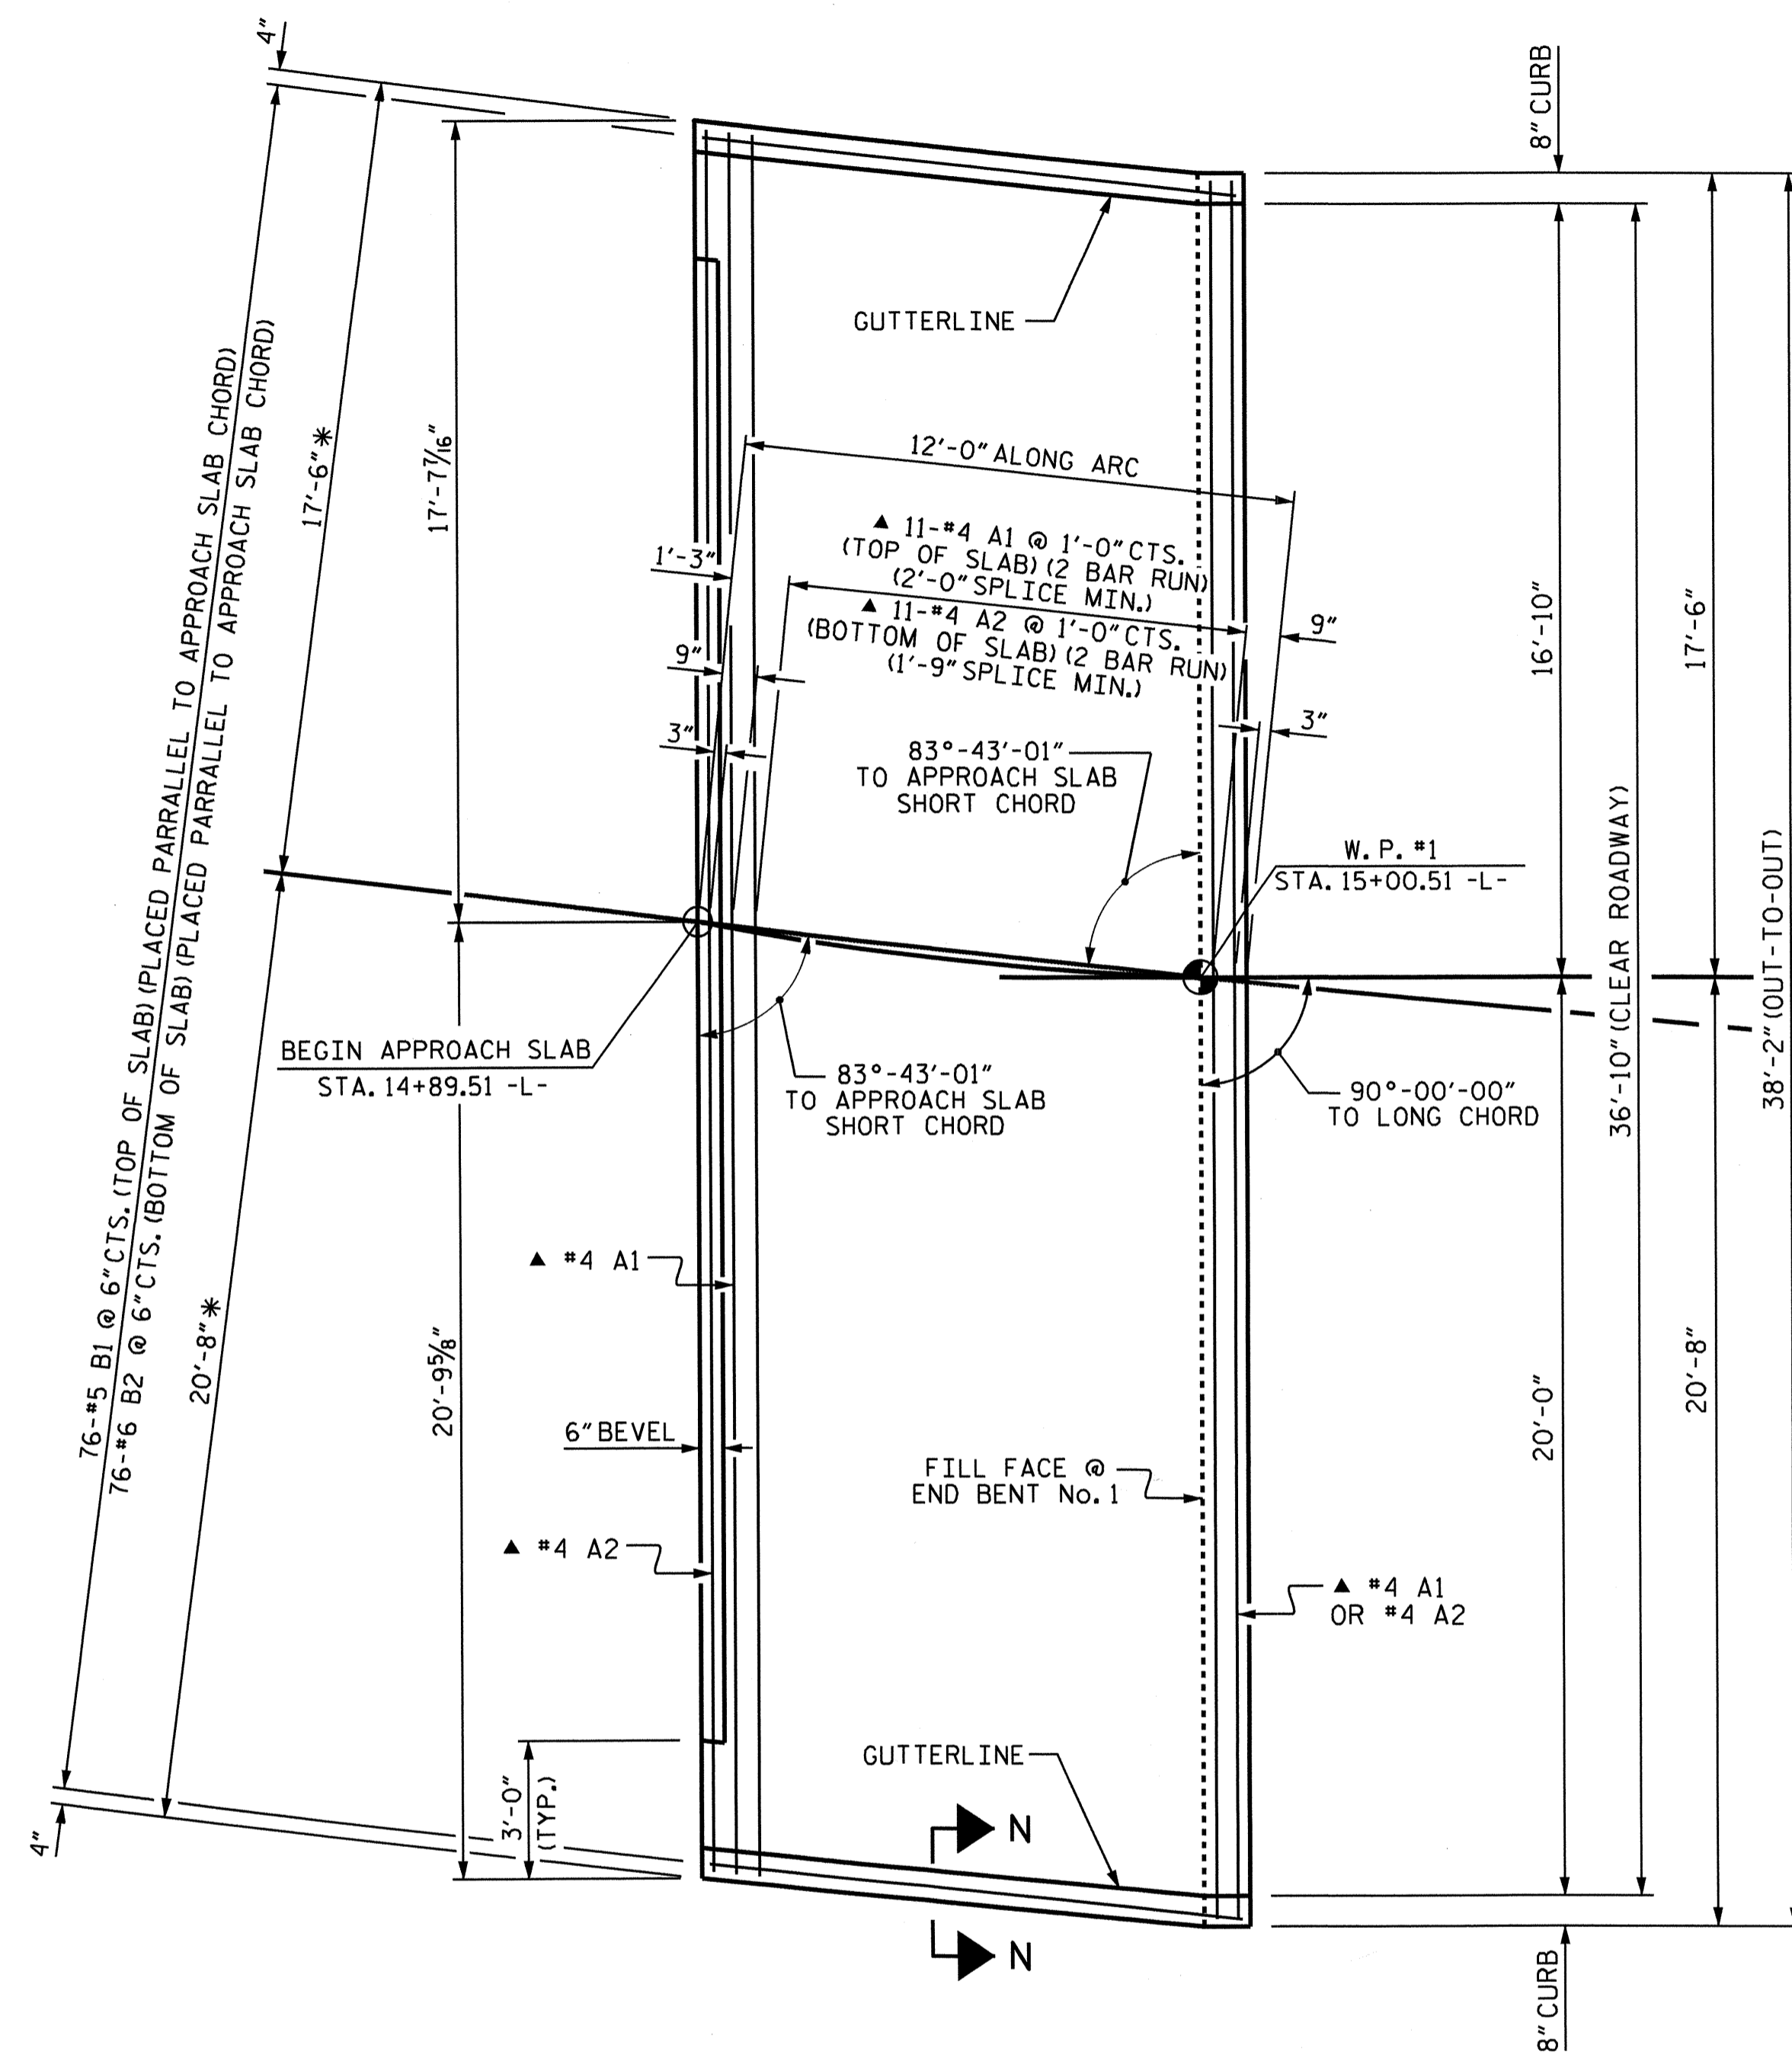 4"
8" CURB
GUTTERLINE
12'-0" ALONG ARC
▲ 11-#4 A1 @ 1'-0" CTS.
(TOP OF SLAB) (2 BAR RUN)
(2'-0" SPLICE MIN.)
▲ 11-#4 A2 @ 1'-0" CTS.
(BOTTOM OF SLAB) (2 BAR RUN)
(1'-9" SPLICE MIN.)
1'-3"
9"
3"
9"
3"
17'-6"*
17'-7 7/16"
16'-10"
17'-6"
83°-43'-01"
TO APPROACH SLAB
SHORT CHORD
W. P. #1
STA. 15+00.51 -L-
76-#5 B1 @ 6" CTS. (TOP OF SLAB) (PLACED PARRALLEL TO APPROACH SLAB CHORD)
76-#6 B2 @ 6" CTS. (BOTTOM OF SLAB) (PLACED PARRALLEL TO APPROACH SLAB CHORD)
36'-10" (CLEAR ROADWAY)
38'-2" (OUT-TO-OUT)
BEGIN APPROACH SLAB
STA. 14+89.51 -L-
83°-43'-01"
TO APPROACH SLAB
SHORT CHORD
90°-00'-00"
TO LONG CHORD
▲ #4 A1
20'-8"*
20'-9 5/8"
20'-0"
20'-8"
6" BEVEL
FILL FACE @
END BENT No. 1
▲ #4 A2
▲ #4 A1
OR #4 A2
GUTTERLINE
3'-0"
(TYP.)
4"
N
N
8" CURB